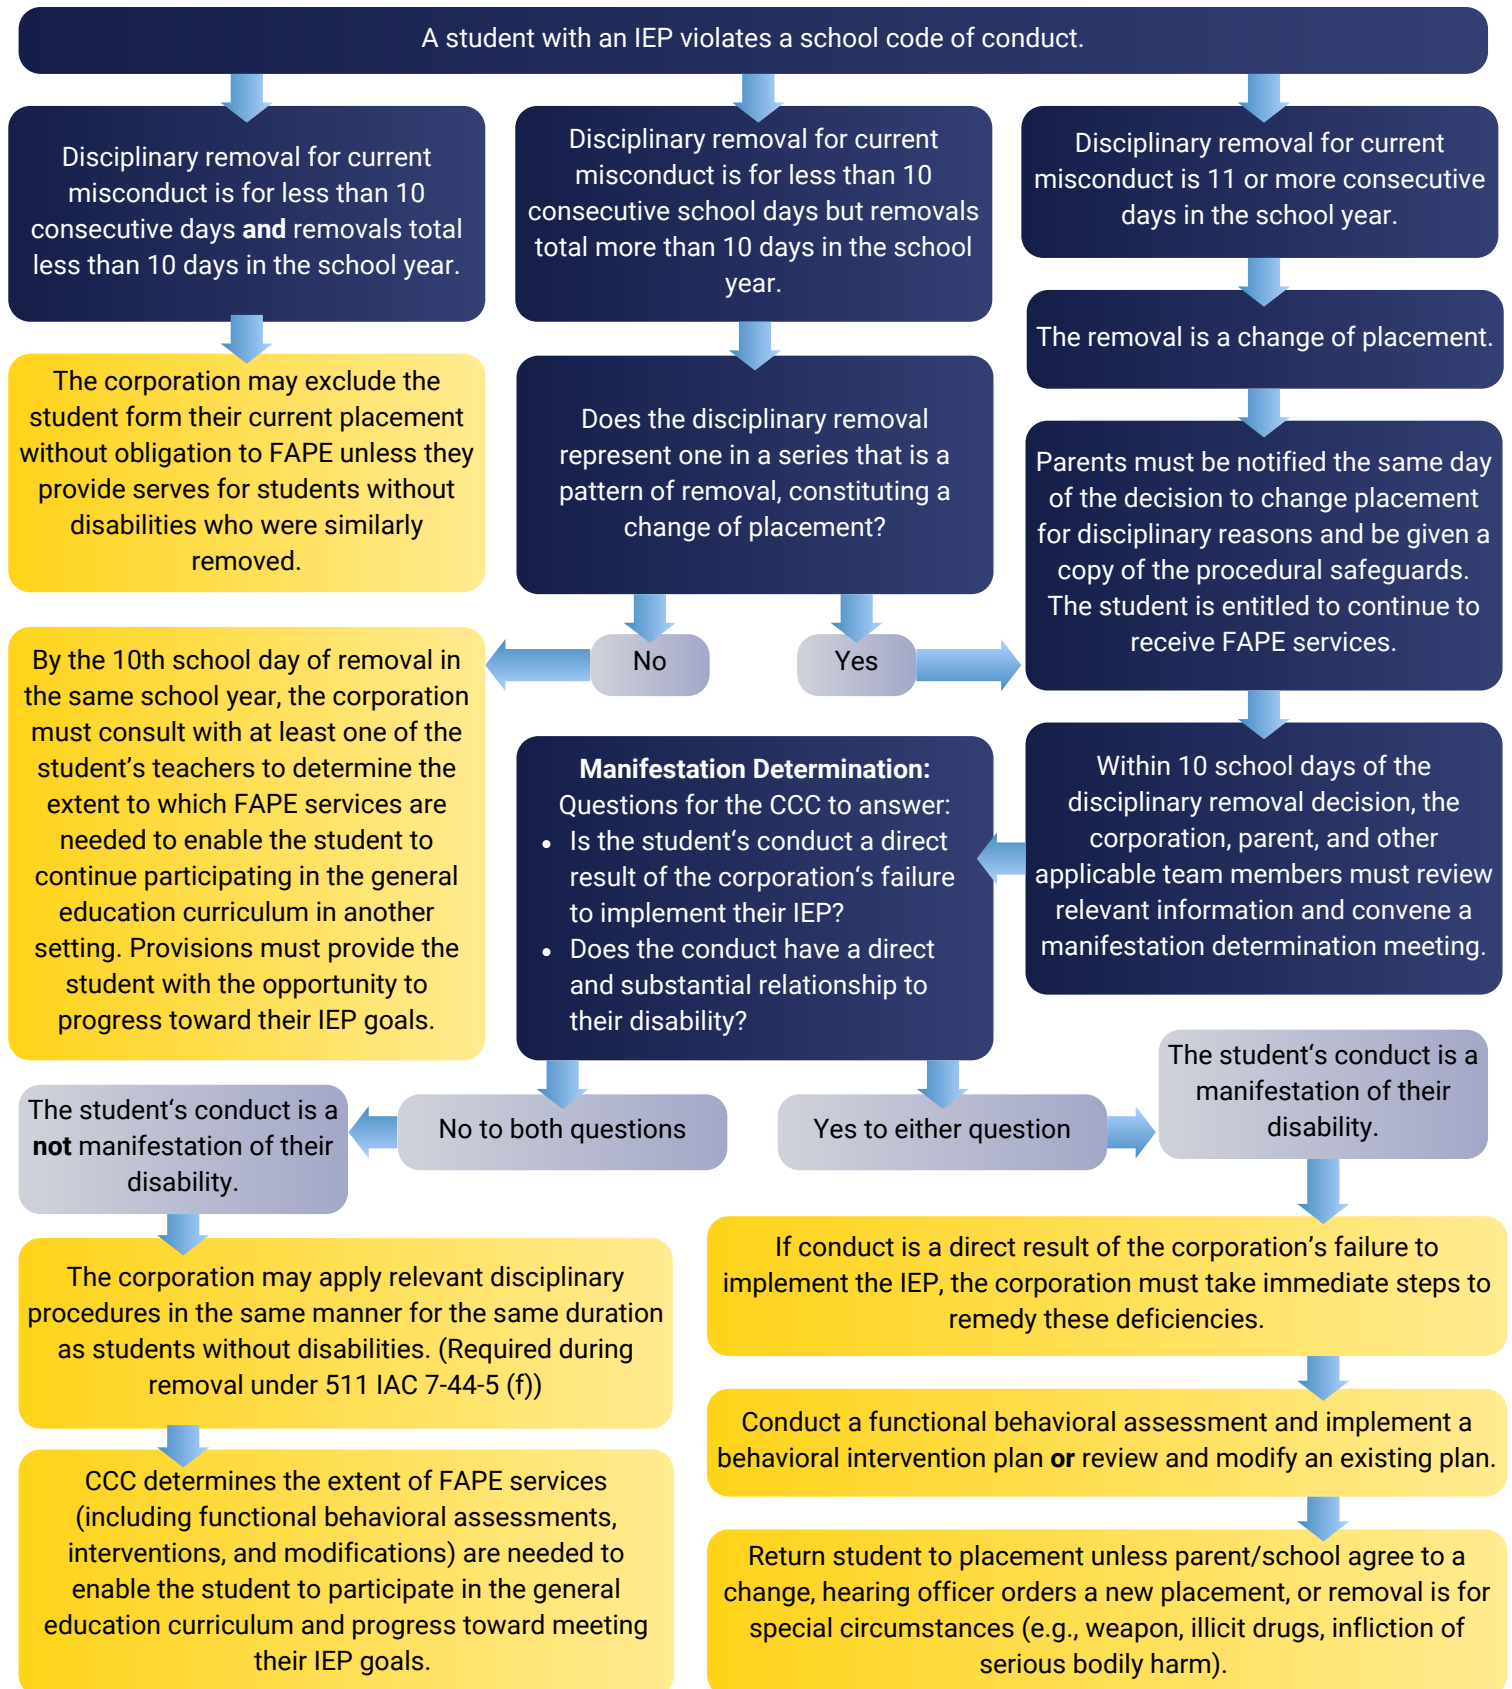 A student with an IEP violates a school code of conduct.
Disciplinary removal for current
misconduct is for less than 10
consecutive days and removals total
less than 10 days in the school year.
The corporation may exclude the
student form their current placement
without obligation to FAPE unless they
provide serves for students without
disabilities who were similarly
removed.
Disciplinary removal for current
misconduct is for less than 10
consecutive school days but removals
total more than 10 days in the school
year.
Does the disciplinary removal
represent one in a series that is a
pattern of removal, constituting a
change of placement?
No
Yes
By the 10th school day of removal in
the same school year, the corporation
must consult with at least one of the
student's teachers to determine the
extent to which FAPE services are
needed to enable the student to
continue participating in the general
education curriculum in another
setting. Provisions must provide the
student with the opportunity to
progress toward their IEP goals.
Disciplinary removal for current
misconduct is 11 or more consecutive
days in the school year.
The removal is a change of placement.
Parents must be notified the same day
of the decision to change placement
for disciplinary reasons and be given a
copy of the procedural safeguards.
The student is entitled to continue to
receive FAPE services.
Within 10 school days of the
disciplinary removal decision, the
corporation, parent, and other
applicable team members must review
relevant information and convene a
manifestation determination meeting.
Manifestation Determination:
Questions for the CCC to answer:
• Is the student‘s conduct a direct
result of the corporation‘s failure
to implement their IEP?
• Does the conduct have a direct
and substantial relationship to
their disability?
No to both questions
The student‘s conduct is a
not manifestation of their
disability.
The corporation may apply relevant disciplinary
procedures in the same manner for the same duration
as students without disabilities. (Required during
removal under 511 IAC 7-44-5 (f))
CCC determines the extent of FAPE services
(including functional behavioral assessments,
interventions, and modifications) are needed to
enable the student to participate in the general
education curriculum and progress toward meeting
their IEP goals.
Yes to either question
The student‘s conduct is a
manifestation of their
disability.
If conduct is a direct result of the corporation’s failure to
implement the IEP, the corporation must take immediate steps to
remedy these deficiencies.
Conduct a functional behavioral assessment and implement a
behavioral intervention plan or review and modify an existing plan.
Return student to placement unless parent/school agree to a
change, hearing officer orders a new placement, or removal is for
special circumstances (e.g., weapon, illicit drugs, infliction of
serious bodily harm).